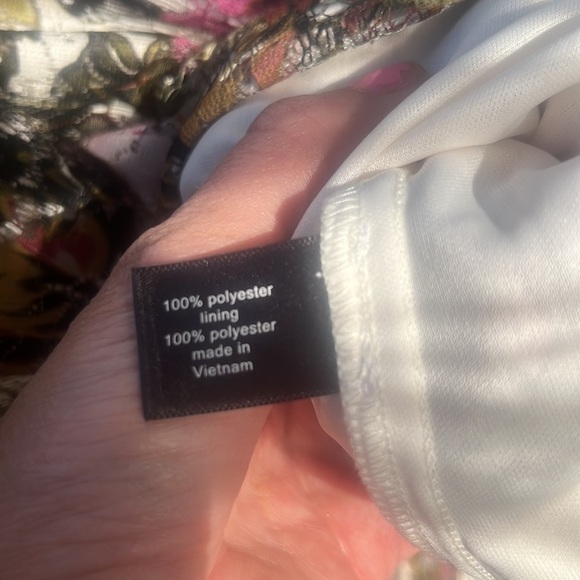 100% polyester
lining
100% polyester
made in
Vietnam